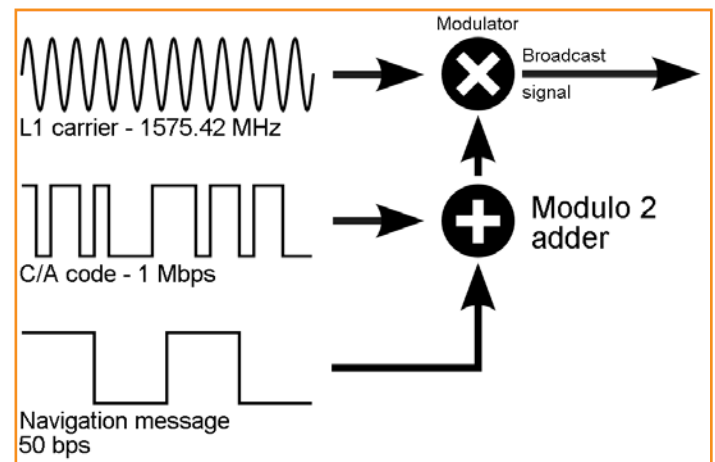 Modulator
Broadcast
signal
L1 carrier - 1575.42 MHz
Modulo 2
adder
C/A code - 1 Mbps
Navigation message
50 bps